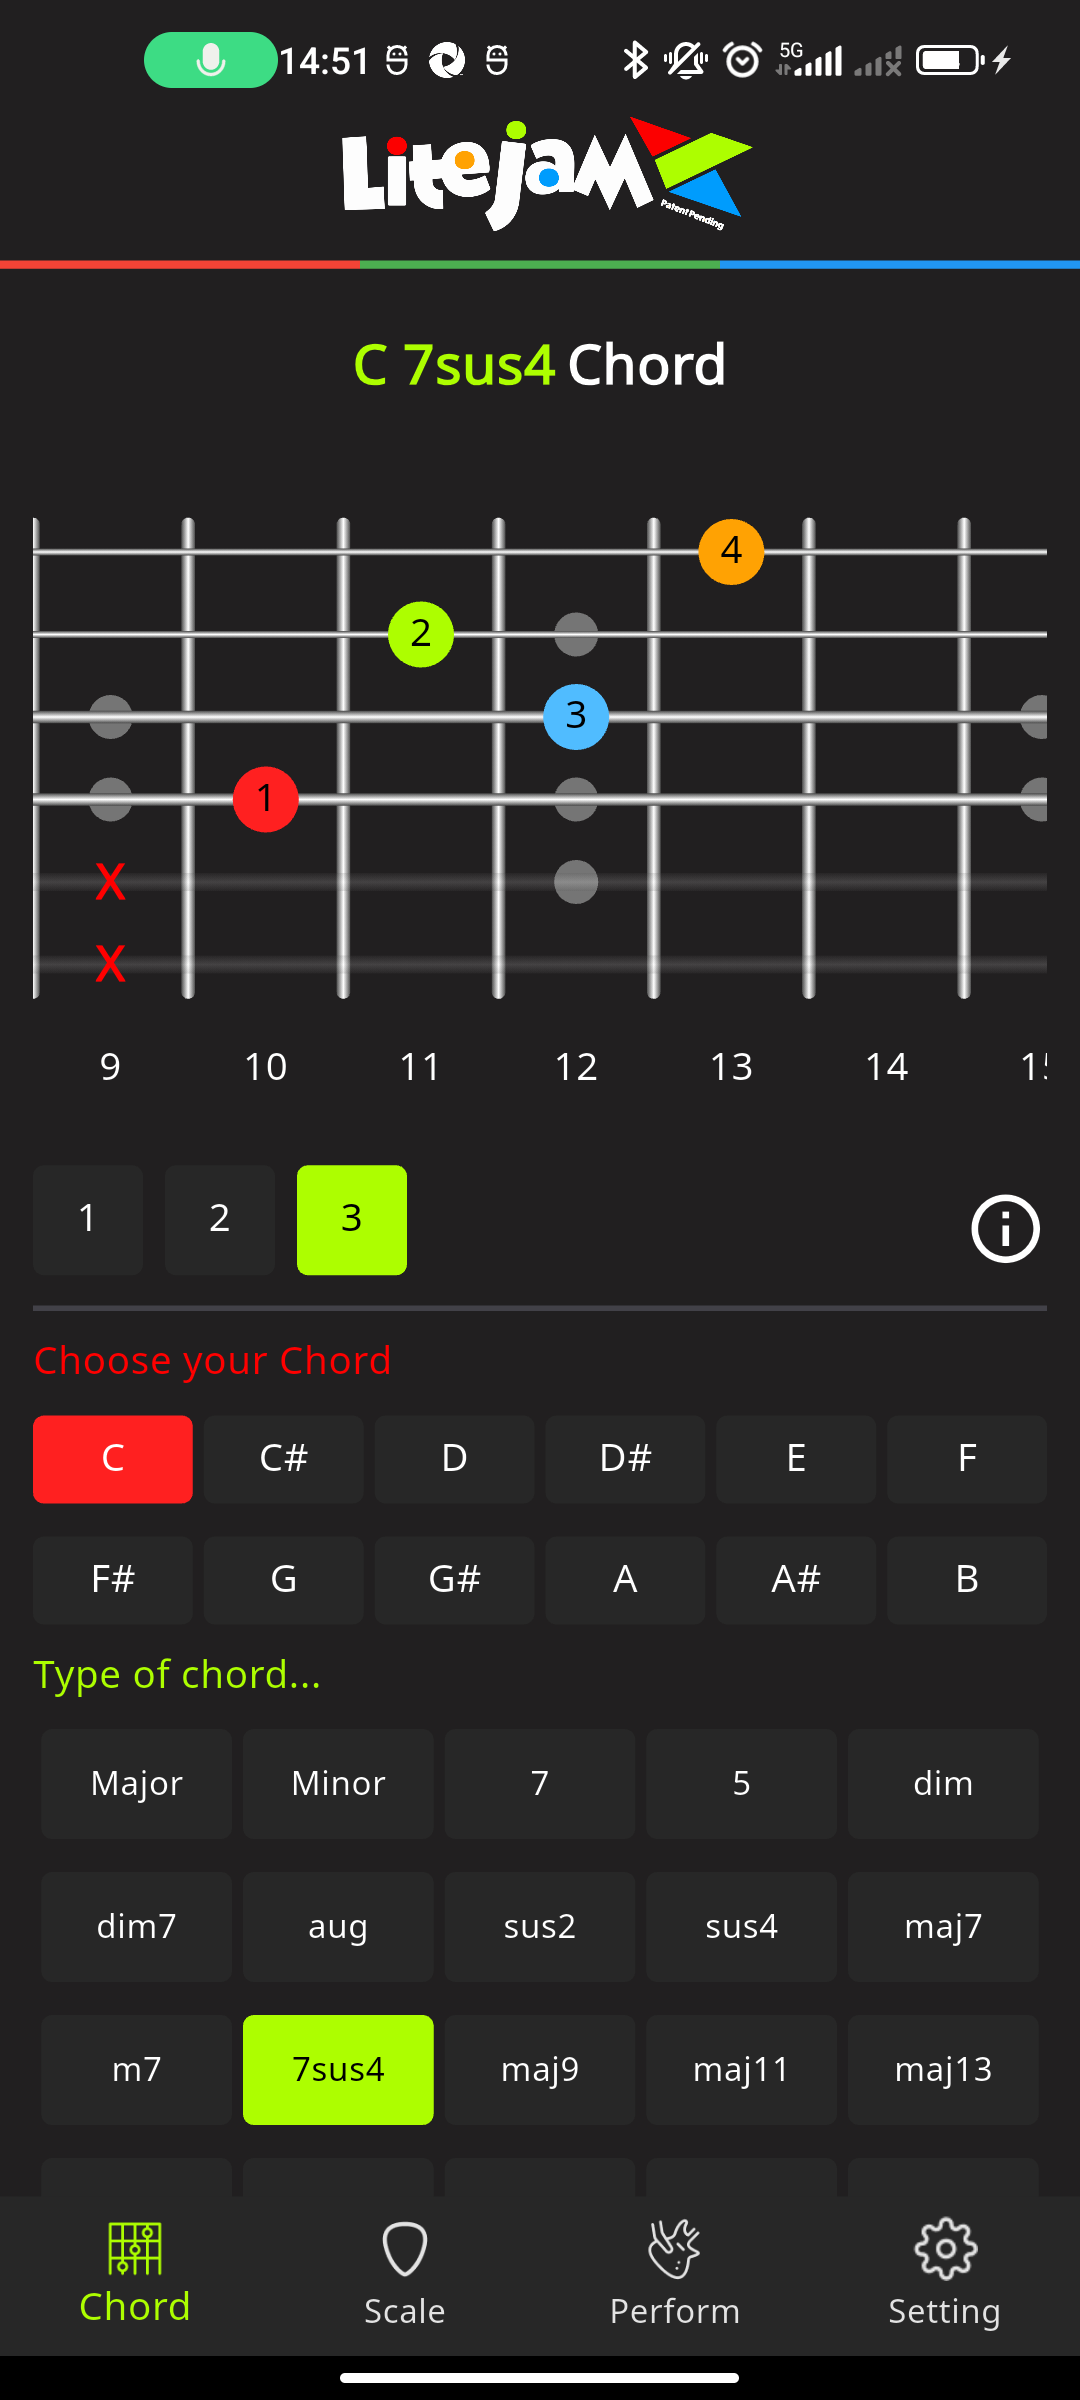 14:51 5G
Litejam
Patent Pending
C 7sus4 Chord
4
2
3
1
X
X
9 10 11 12 13 14 15
1 2 3
Choose your Chord
C C# D D# E F
F# G G# A A# B
Type of chord...
Major Minor 7 5 dim
dim7 aug sus2 sus4 maj7
m7 7sus4 maj9 maj11 maj13
Chord Scale Perform Setting